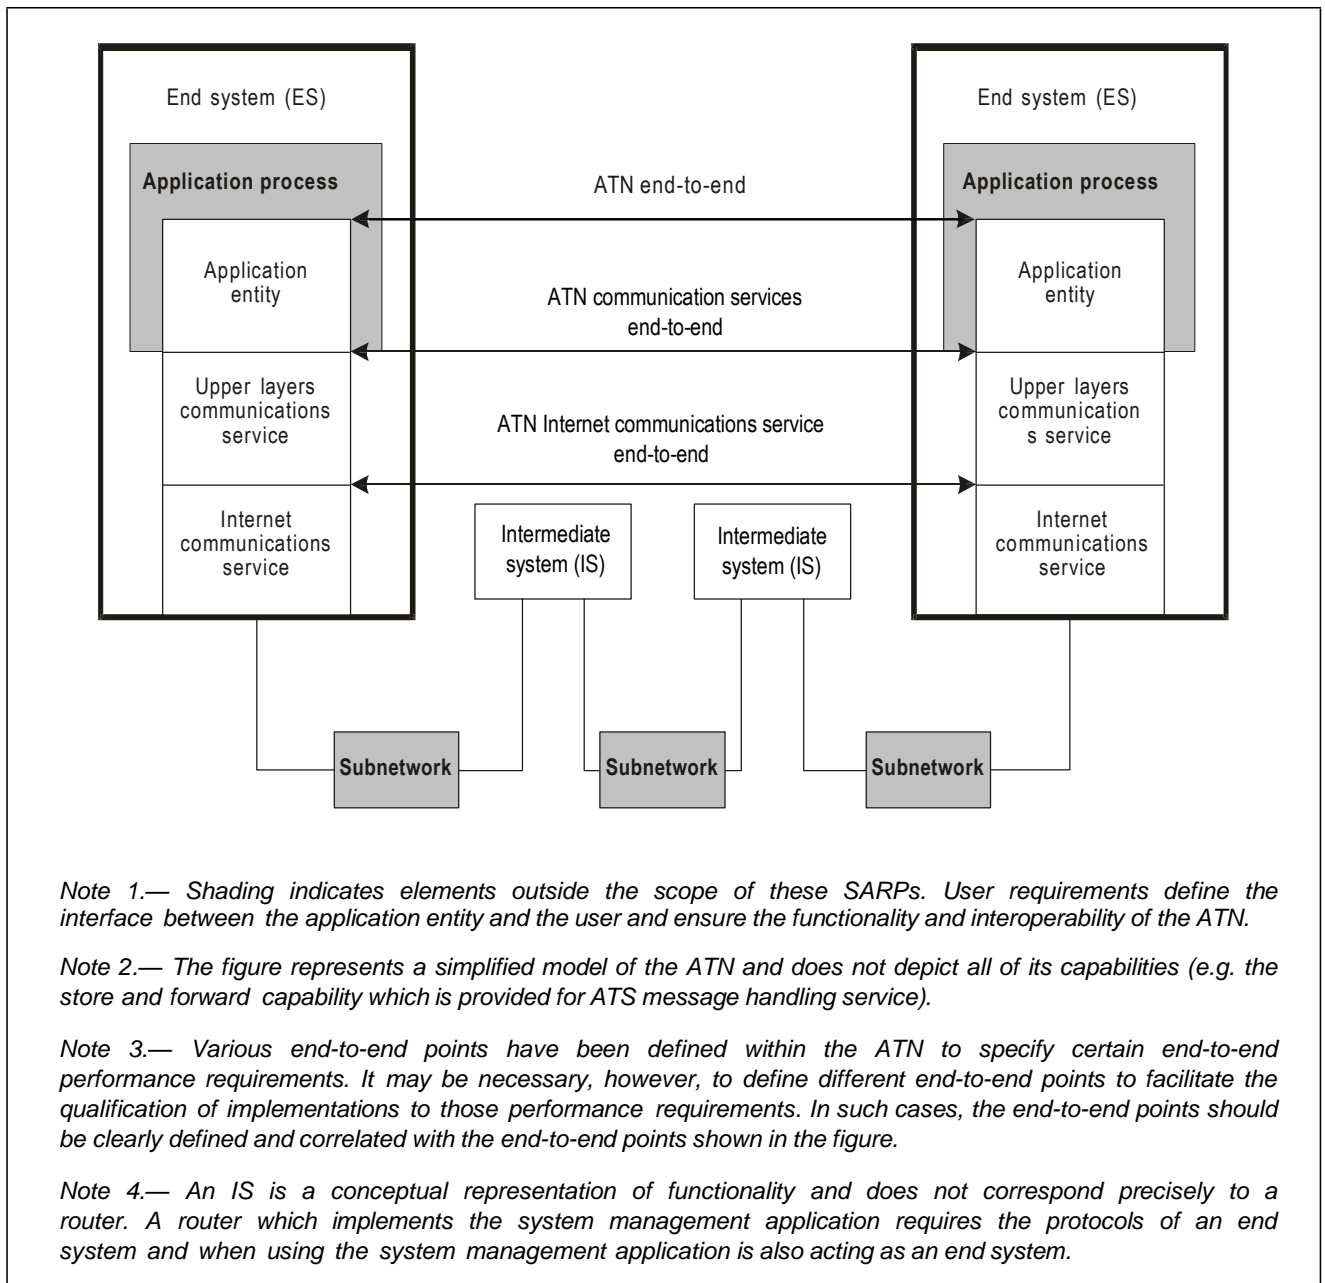 End system (ES)
Application process
Application
entity
Upper layers
communications
service
Internet
communications
service
ATN end-to-end
ATN communication services
end-to-end
ATN Internet communications service
end-to-end
Intermediate
system (IS)
Intermediate
system (IS)
End system (ES)
Application process
Application
entity
Upper layers
communication
s service
Internet
communications
service
Subnetwork
Subnetwork
Subnetwork
Note 1.— Shading indicates elements outside the scope of these SARPs. User requirements define the
interface between the application entity and the user and ensure the functionality and interoperability of the ATN.
Note 2.— The figure represents a simplified model of the ATN and does not depict all of its capabilities (e.g. the
store and forward capability which is provided for ATS message handling service).
Note 3.— Various end-to-end points have been defined within the ATN to specify certain end-to-end
performance requirements. It may be necessary, however, to define different end-to-end points to facilitate the
qualification of implementations to those performance requirements. In such cases, the end-to-end points should
be clearly defined and correlated with the end-to-end points shown in the figure.
Note 4.— An IS is a conceptual representation of functionality and does not correspond precisely to a
router. A router which implements the system management application requires the protocols of an end
system and when using the system management application is also acting as an end system.